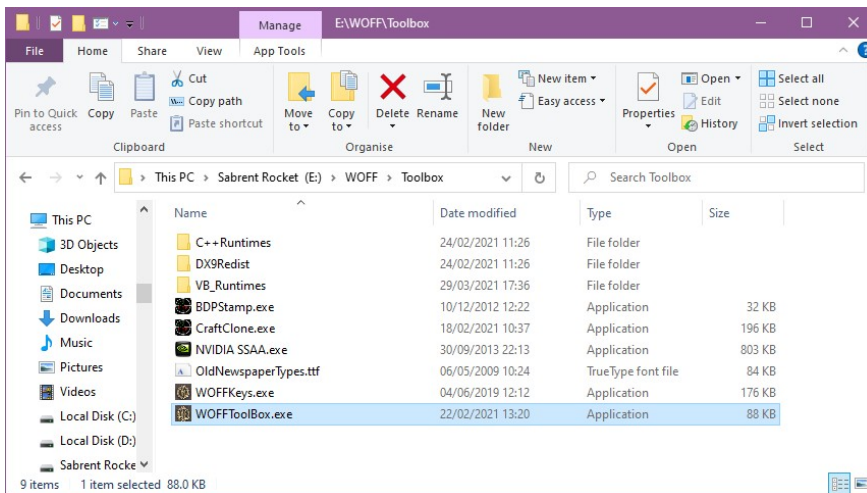 Manage E:\WOFF\Toolbox
File Home Share View App Tools
Pin to Quick access
Copy
Paste
Cut
Copy path
Paste shortcut
Clipboard
Move to
Copy to
Delete
Rename
Organise
New folder
New item
Easy access
New
Properties
Open
Edit
History
Open
Select all
Select none
Invert selection
Select
This PC > Sabrent Rocket (E:) > WOFF > Toolbox
Search Toolbox
This PC
3D Objects
Desktop
Documents
Downloads
Music
Pictures
Videos
Local Disk (C:)
Local Disk (D:)
Sabrent Rocke
Name Date modified Type Size
C++Runtimes 24/02/2021 11:26 File folder
DX9Redist 24/02/2021 11:26 File folder
VB_Runtimes 29/03/2021 17:36 File folder
BDPStamp.exe 10/12/2012 12:22 Application 32 KB
CraftClone.exe 18/02/2021 10:37 Application 196 KB
NVIDIA SSAA.exe 30/09/2013 22:13 Application 803 KB
OldNewspaperTypes.ttf 06/05/2009 10:24 TrueType font file 84 KB
WOFFKeys.exe 04/06/2019 12:12 Application 176 KB
WOFFToolBox.exe 22/02/2021 13:20 Application 88 KB
9 items 1 item selected 88.0 KB